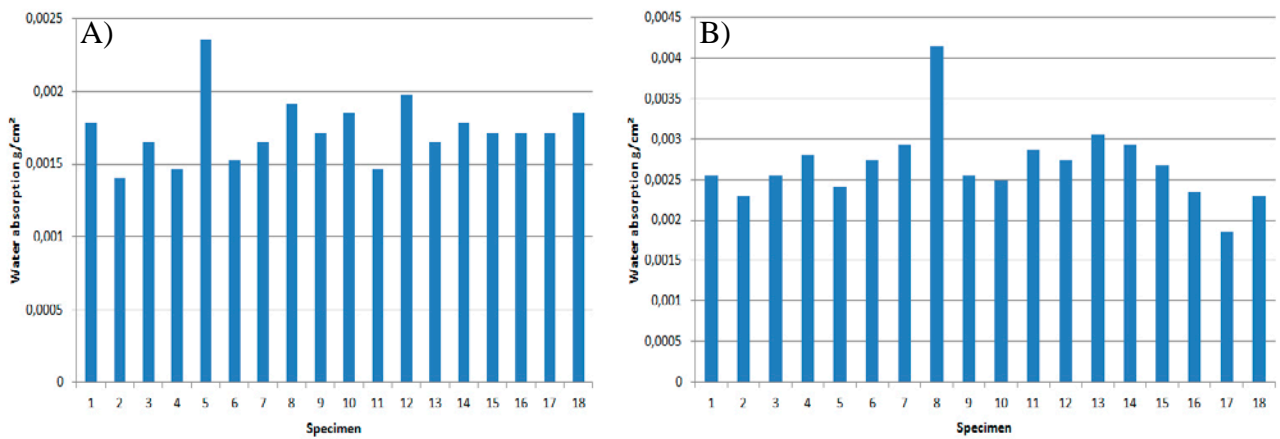 A)
0,0025
0,002
0,0015
0,001
0,0005
0
Water absorption g/cm²
1 2 3 4 5 6 7 8 9 10 11 12 13 14 15 16 17 18
Specimen
B)
0,0045
0,004
0,0035
0,003
0,0025
0,002
0,0015
0,001
0,0005
0
Water absorption g/cm²
1 2 3 4 5 6 7 8 9 10 11 12 13 14 15 16 17 18
Specimen